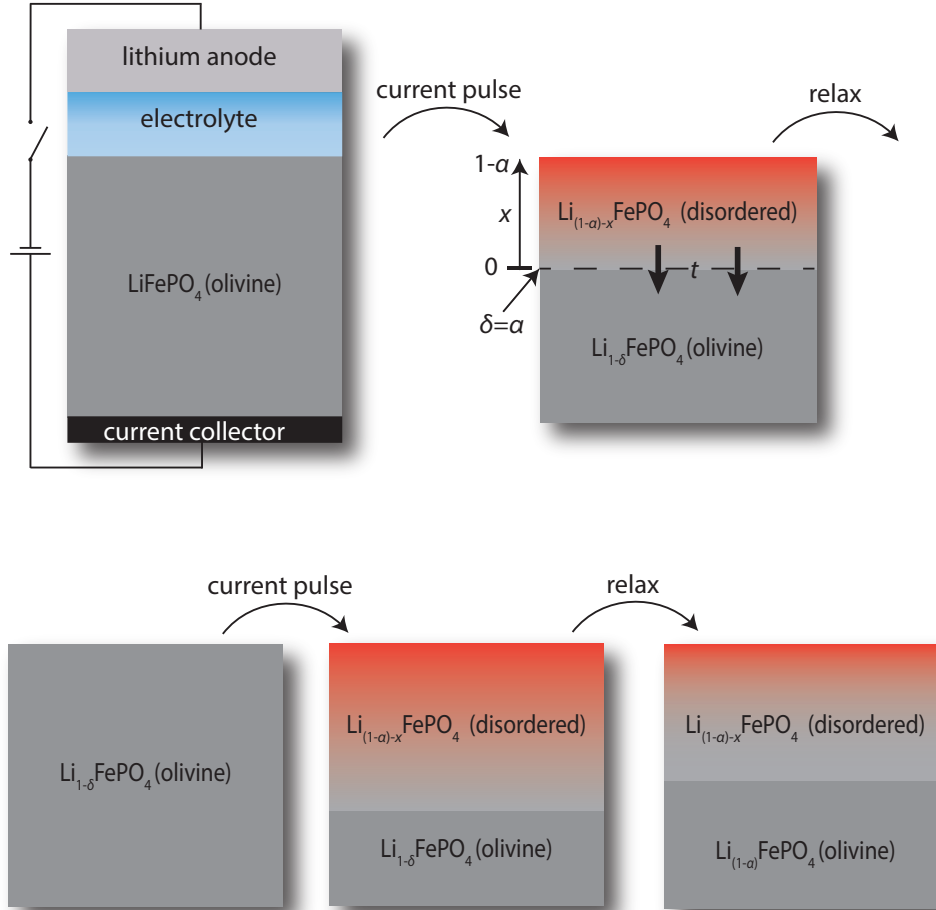 lithium anode
electrolyte
LiFePO₄ (olivine)
current collector
current pulse
relax
1-α
x
0
δ=α
Li₍₁₋α₎₋ₓFePO₄ (disordered)
t
Li₁₋δFePO₄ (olivine)
current pulse
relax
Li₁₋δFePO₄ (olivine)
Li₍₁₋α₎₋ₓFePO₄ (disordered)
Li₁₋δFePO₄ (olivine)
Li₍₁₋α₎₋ₓFePO₄ (disordered)
Li₍₁₋α₎FePO₄ (olivine)